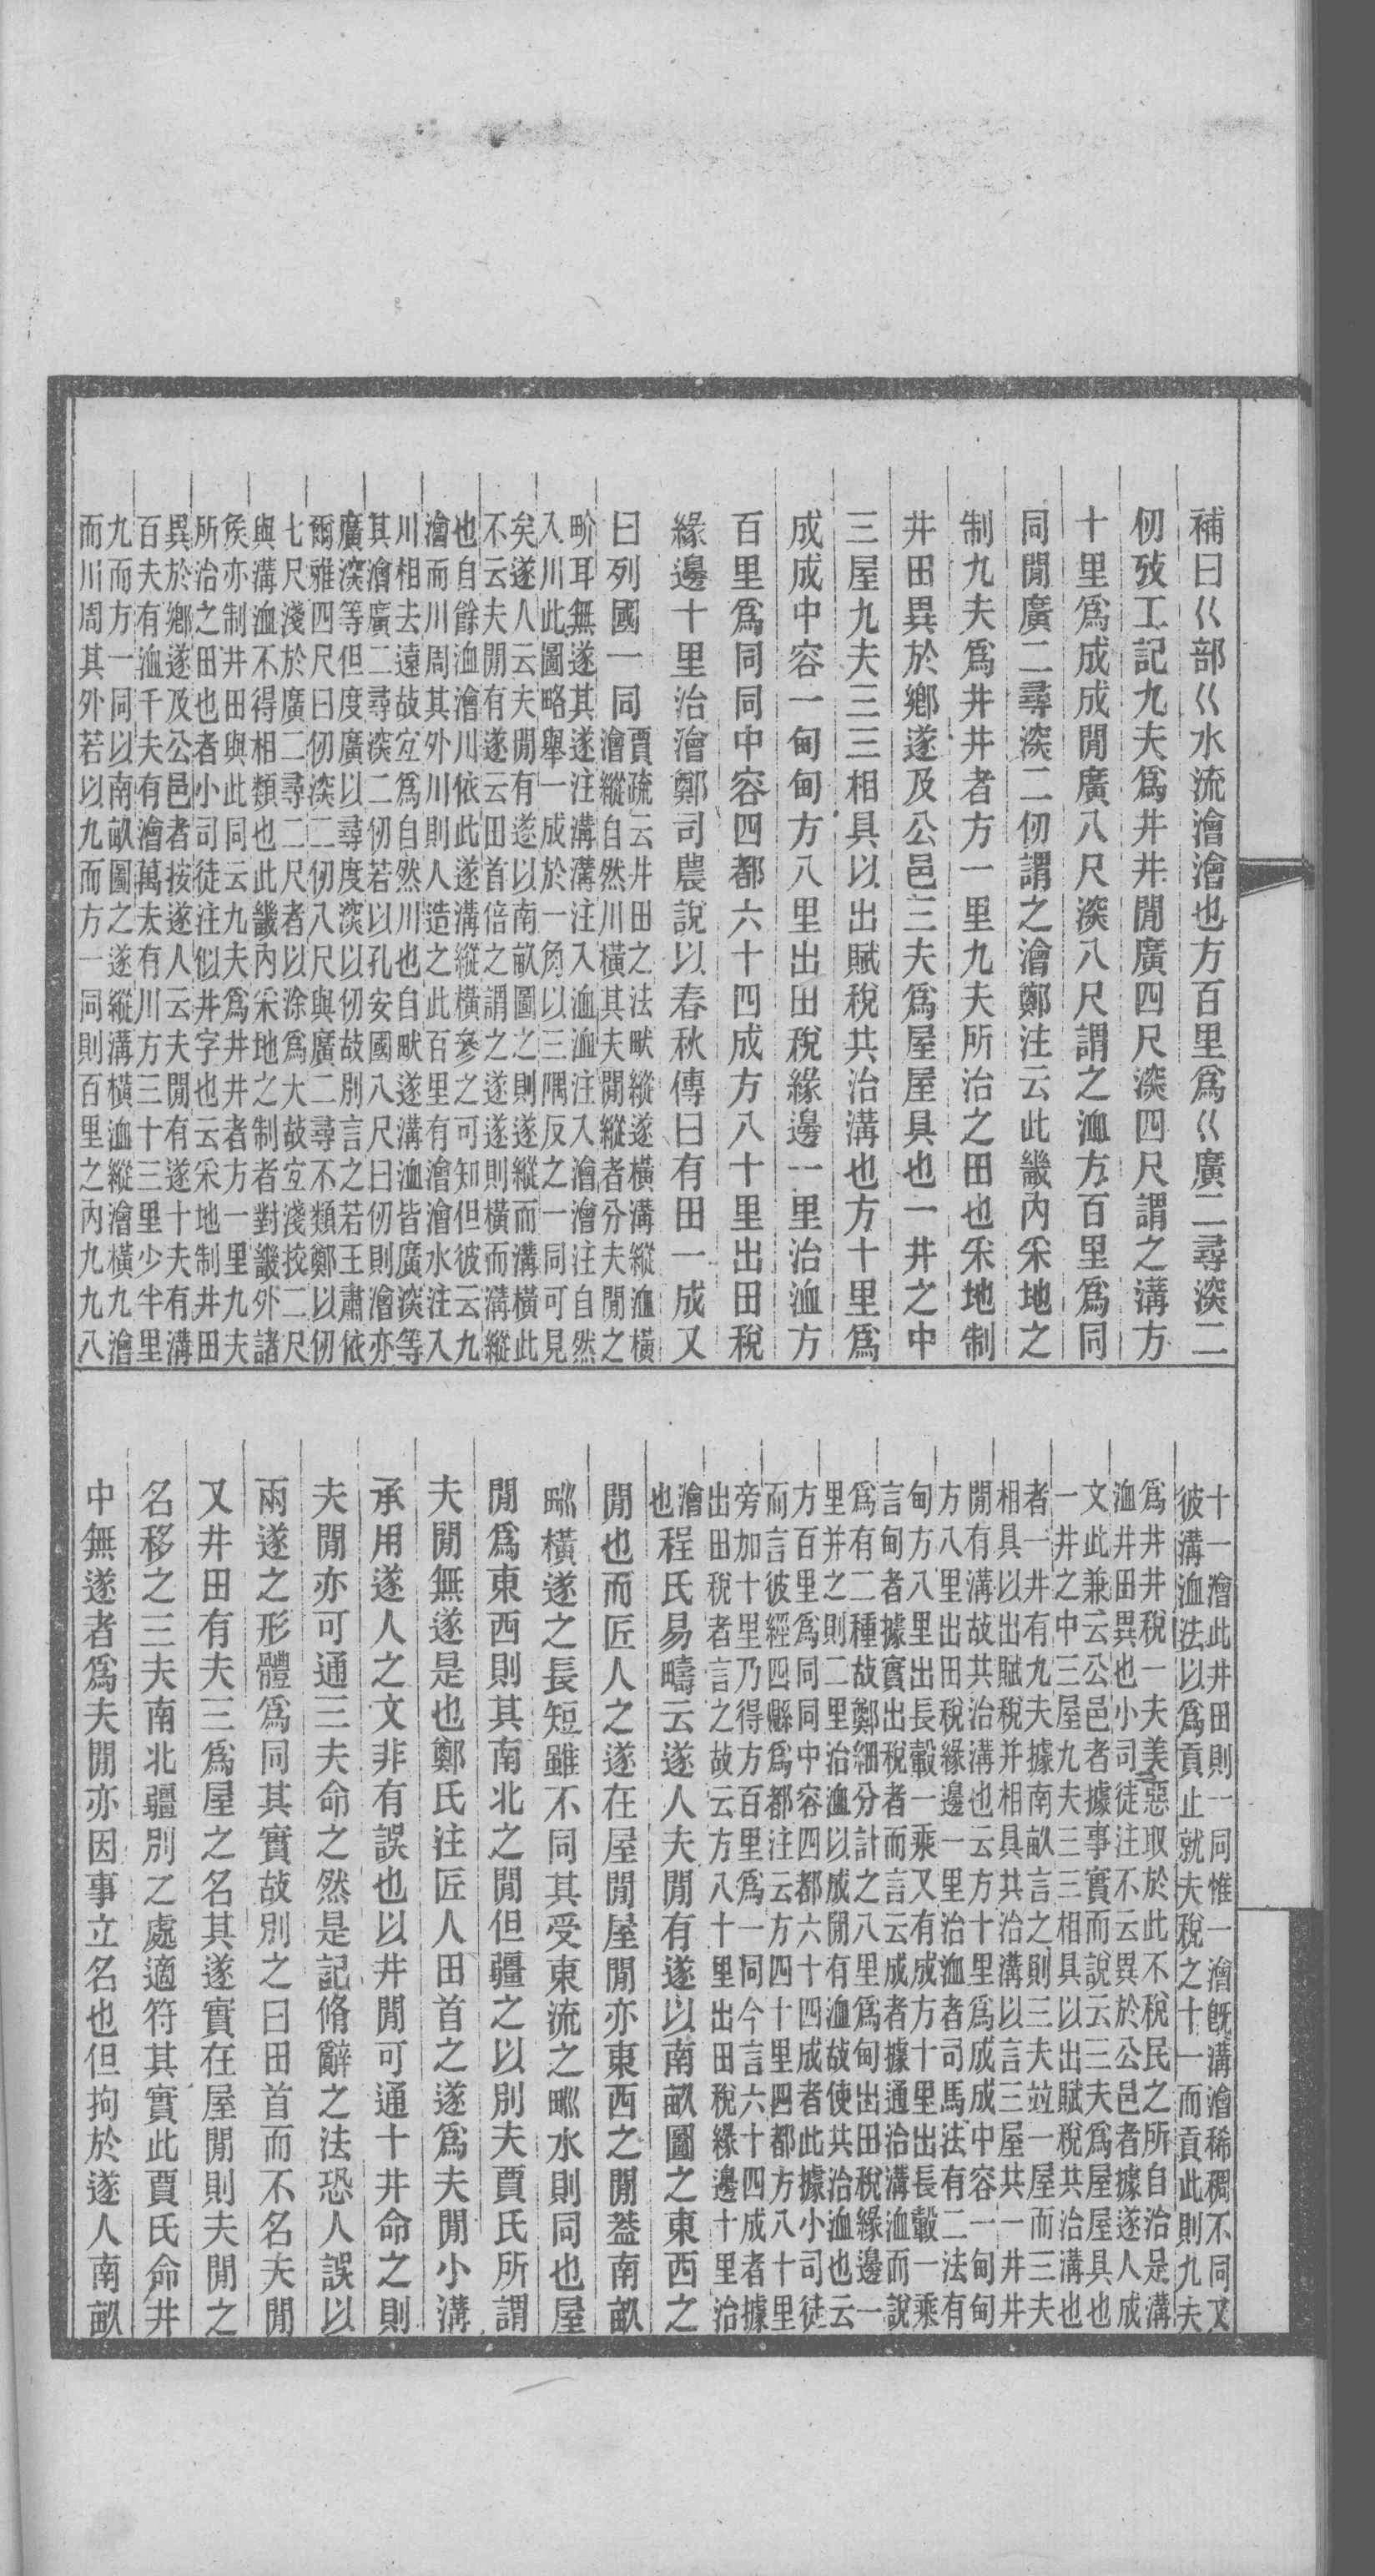 補曰巜部巜水流澮澮也方百里爲巜廣二尋深二
仞攷工記九夫爲井井閒廣四尺深四尺謂之溝方
十里爲成成閒廣八尺深八尺謂之洫方百里爲同
同閒廣二尋深二仞謂之澮鄭注云此畿內采地之
制九夫爲井井者方一里九夫所治之田也采地制
井田異於鄉遂及公邑三夫爲屋屋具也一井之中
三屋九夫三三相具以出賦稅共治溝也方十里爲
成成中容一甸甸方八里出田稅緣邊一里治洫方
百里爲同同中容四都六十四成方八十里出田稅
緣邊十里治澮鄭司農說以春秋傳曰有田一成又
曰列國一同賈疏云井田之法畎縱遂橫溝縱洫橫
澮縱自然川橫其夫閒縱者分夫閒之
畍耳無遂其遂注溝溝注入洫洫注入澮澮注自然
入川此圖略舉一成於一角以三隅反之一同可見
矣遂人云夫閒有遂以南畝圖之則遂縱而溝橫此
不云夫閒有遂云田首倍之謂之遂遂則橫而溝縱
也自餘洫澮川依此遂溝縱橫參之可知但彼云九
澮而川周其外川則人造之此百里有澮澮水注入
川相去遠故宜爲自然川也自畎遂溝洫皆廣深等
其澮廣二尋深二仞若以孔安國八尺曰仞則澮亦
廣深等但度廣以尋度深以仞故別言之若王肅依
爾雅四尺曰仞深二仞八尺與廣二尋不類鄭以仞
七尺淺於廣二尋二尺者以涂爲大故宜淺挍二尺
與溝洫不得相類也此畿內采地之制者對畿外諸
矦亦制井田與此同云九夫爲井井者方一里九夫
所治之田也者小司徒注似井字也云采地制井田
異於鄉遂及公邑者按遂人云夫閒有遂十夫有溝
百夫有洫千夫有澮萬夫有川方三十三里少半里
九而方一同以南畝圖之遂縱溝橫洫縱澮橫九澮
而川周其外若以九而方一同則百里之內九九八
十一澮此井田則一同惟一澮旣溝澮稀稠不同又
彼溝洫法以爲貢止就夫稅之十一而貢此則九夫
爲井井稅一夫美惡取於此不稅民之所自治是溝
洫井田異也小司徒注不云異於公邑者據遂人成
文此兼云公邑者據事實而說云三夫爲屋屋具也
一井之中三屋九夫三三相具以出賦稅共治溝也
者一井有九夫據南畝言之則三夫竝一屋而三夫
相具以出賦稅并相具共治溝以言三屋共一井井
閒有溝故共治溝也云方十里爲成成中容一甸甸
方八里出田稅緣邊一里治洫者司馬法有二法有
甸方八里出長轂一乘又有成方十里出長轂一乘
言甸者據實出稅者而言云成者據通治溝洫而說
爲有二種故鄭細分計之八里爲甸出田稅緣邊一
里并之則二里治洫以成閒有洫故使共治洫也云
方百里爲同同中容四都六十四成者此據小司徒
而言彼經四縣爲都注云方四十里四都方八十里
旁加十里乃得方百里爲一同今言六十四成者據
出田稅者言之故云方八十里出田稅緣邊十里治
澮也程氏易疇云遂人夫閒有遂以南畝圖之東西之
閒也而匠人之遂在屋閒屋閒亦東西之閒葢南畝
畎橫遂之長短雖不同其受東流之畎水則同也屋
閒爲東西則其南北之閒但疆之以別夫賈氏所謂
夫閒無遂是也鄭氏注匠人田首之遂爲夫閒小溝
承用遂人之文非有誤也以井閒可通十井命之則
夫閒亦可通三夫命之然是記脩辭之法恐人誤以
兩遂之形體爲同其實故別之曰田首而不名夫閒
又井田有夫三爲屋之名其遂實在屋閒則夫閒之
名移之三夫南北疆別之處適符其實此賈氏命井
中無遂者爲夫閒亦因事立名也但拘於遂人南畝